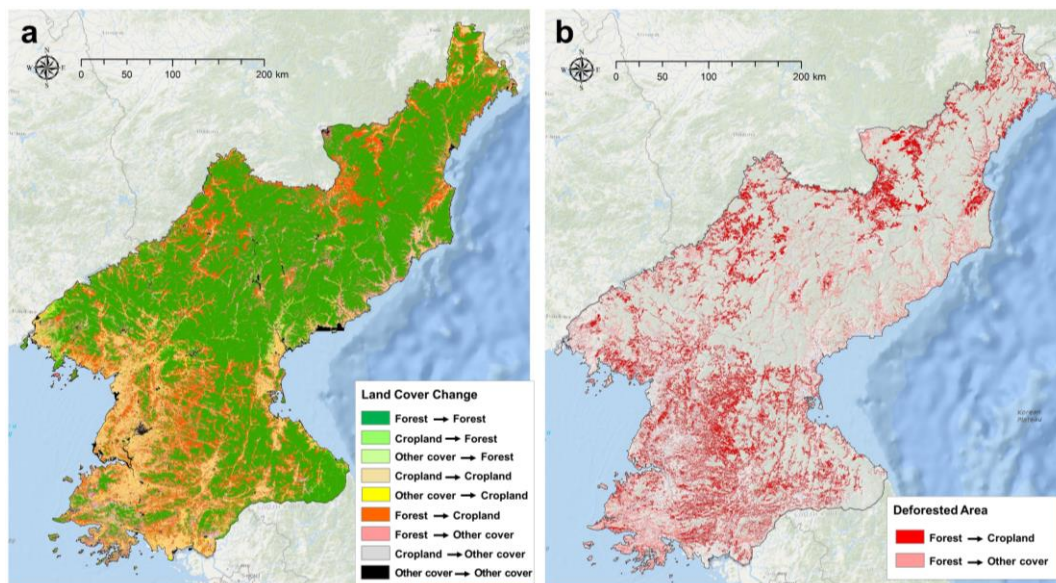 a
N
W E
S
0 50 100 200 km
Land Cover Change
Forest → Forest
Cropland → Forest
Other cover → Forest
Cropland → Cropland
Other cover → Cropland
Forest → Cropland
Forest → Other cover
Cropland → Other cover
Other cover → Other cover
b
N
W E
S
0 50 100 200 km
Deforested Area
Forest → Cropland
Forest → Other cover